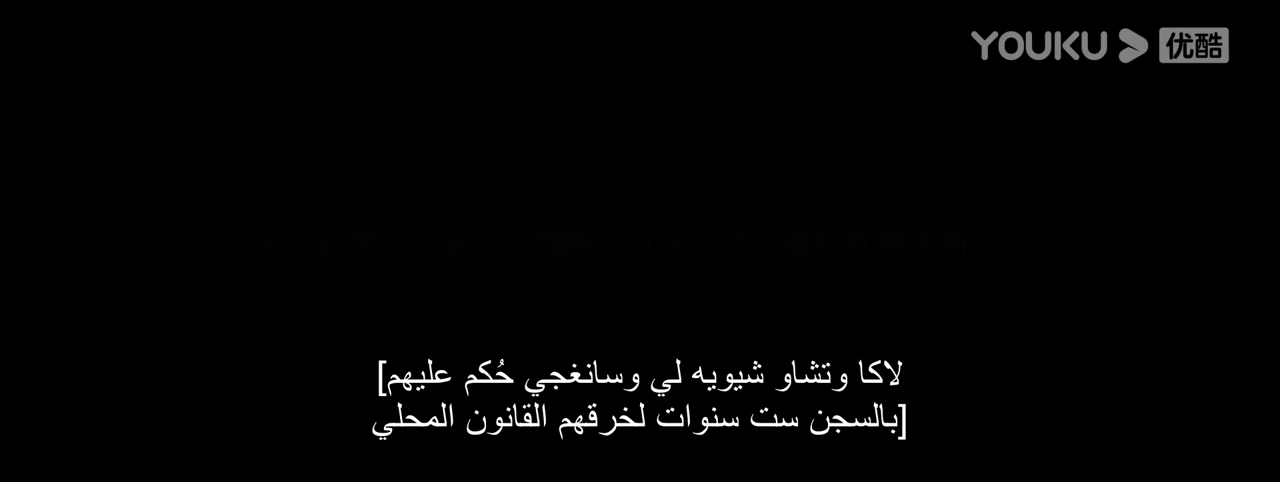 YOUKU 优酷
لاكا وتشاو شيويه لي وسانغجي حُكم عليهم]
[بالسجن ست سنوات لخرقهم القانون المحلي